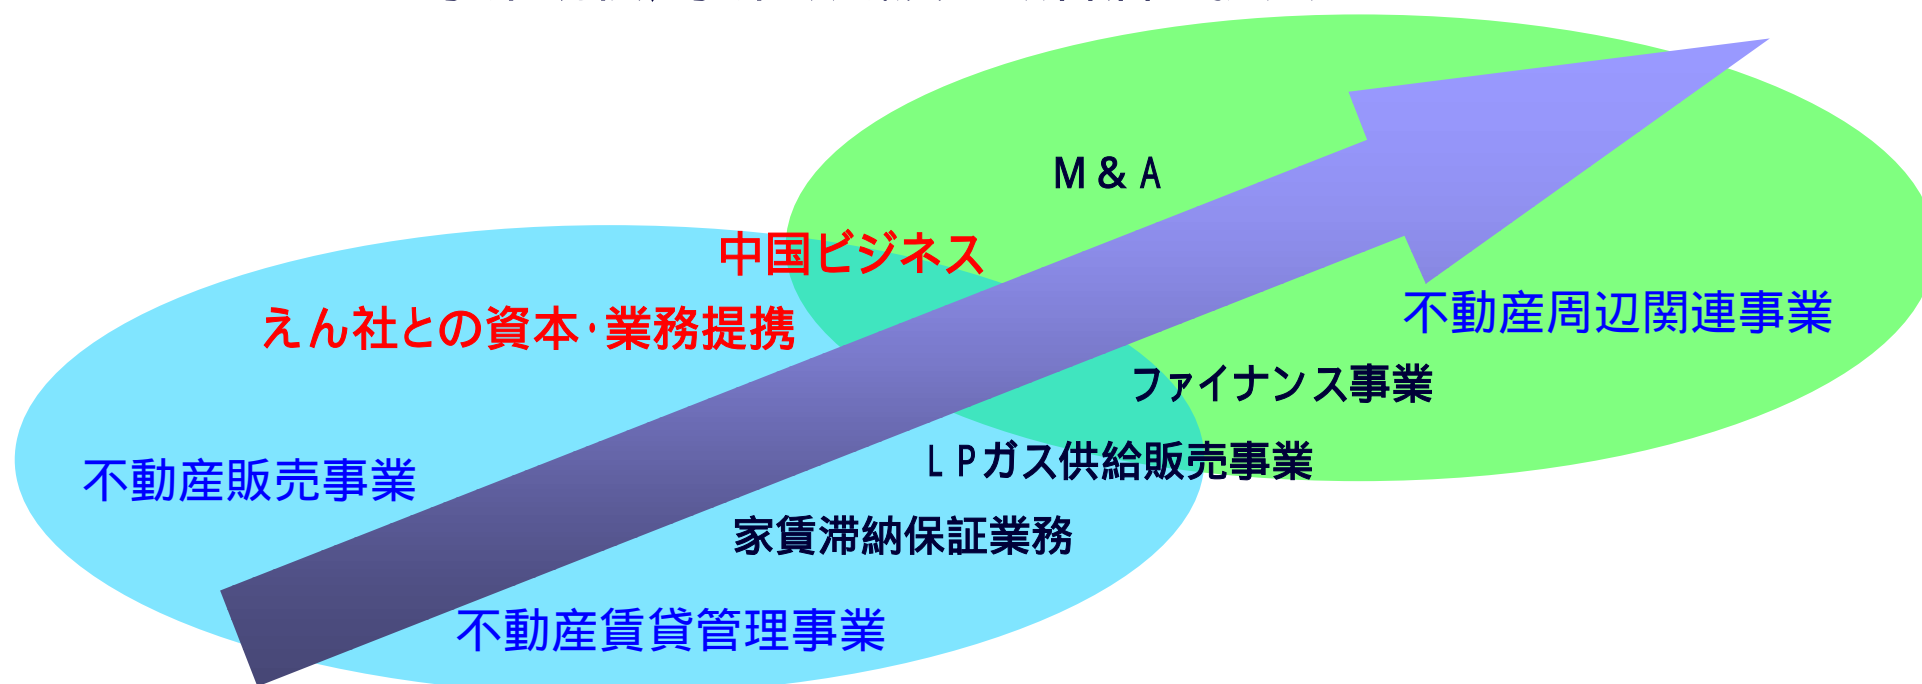 M&A
中国ビジネス
えん社との資本・業務提携
不動産周辺関連事業
ファイナンス事業
LPガス供給販売事業
不動産販売事業
家賃滞納保証業務
不動産賃貸管理事業